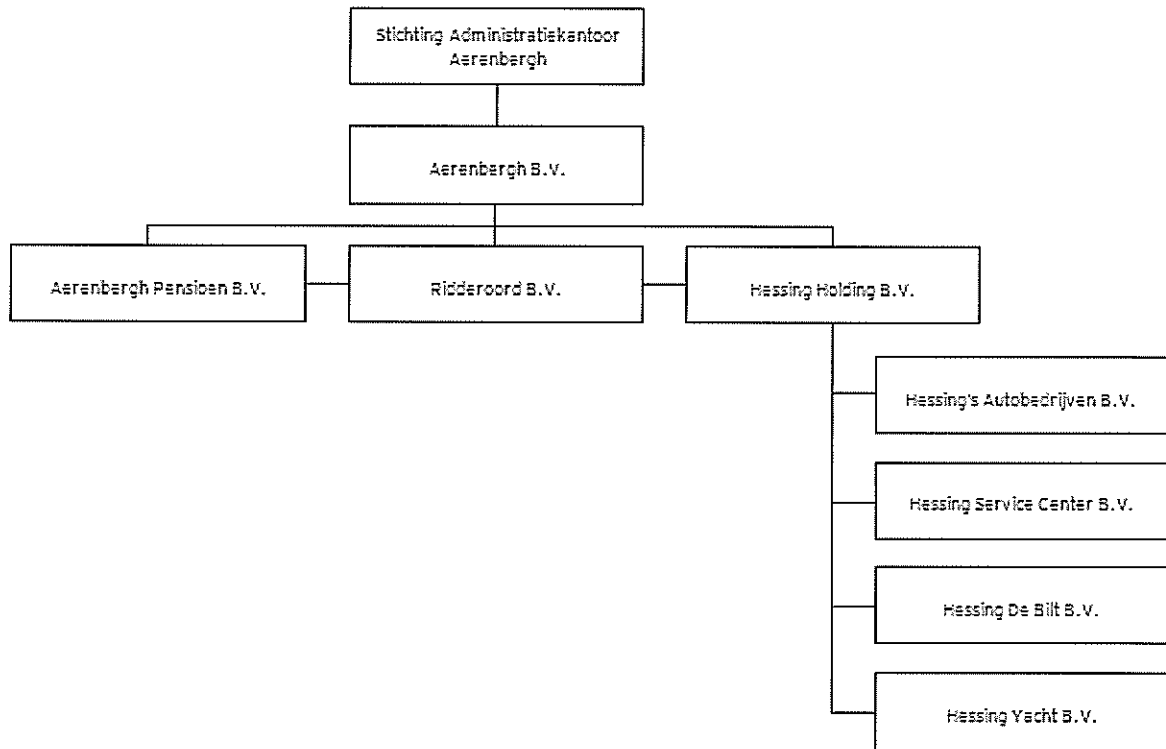 Stichting Administratiekantoor
Aerenbergh
Aerenbergh B.V.
Aerenbergh Pensioen B.V.
Ridderoord B.V.
Hessing Holding B.V.
Hessing's Autobedrijven B.V.
Hessing Service Center B.V.
Hessing De Bilt B.V.
Hessing Yacht B.V.